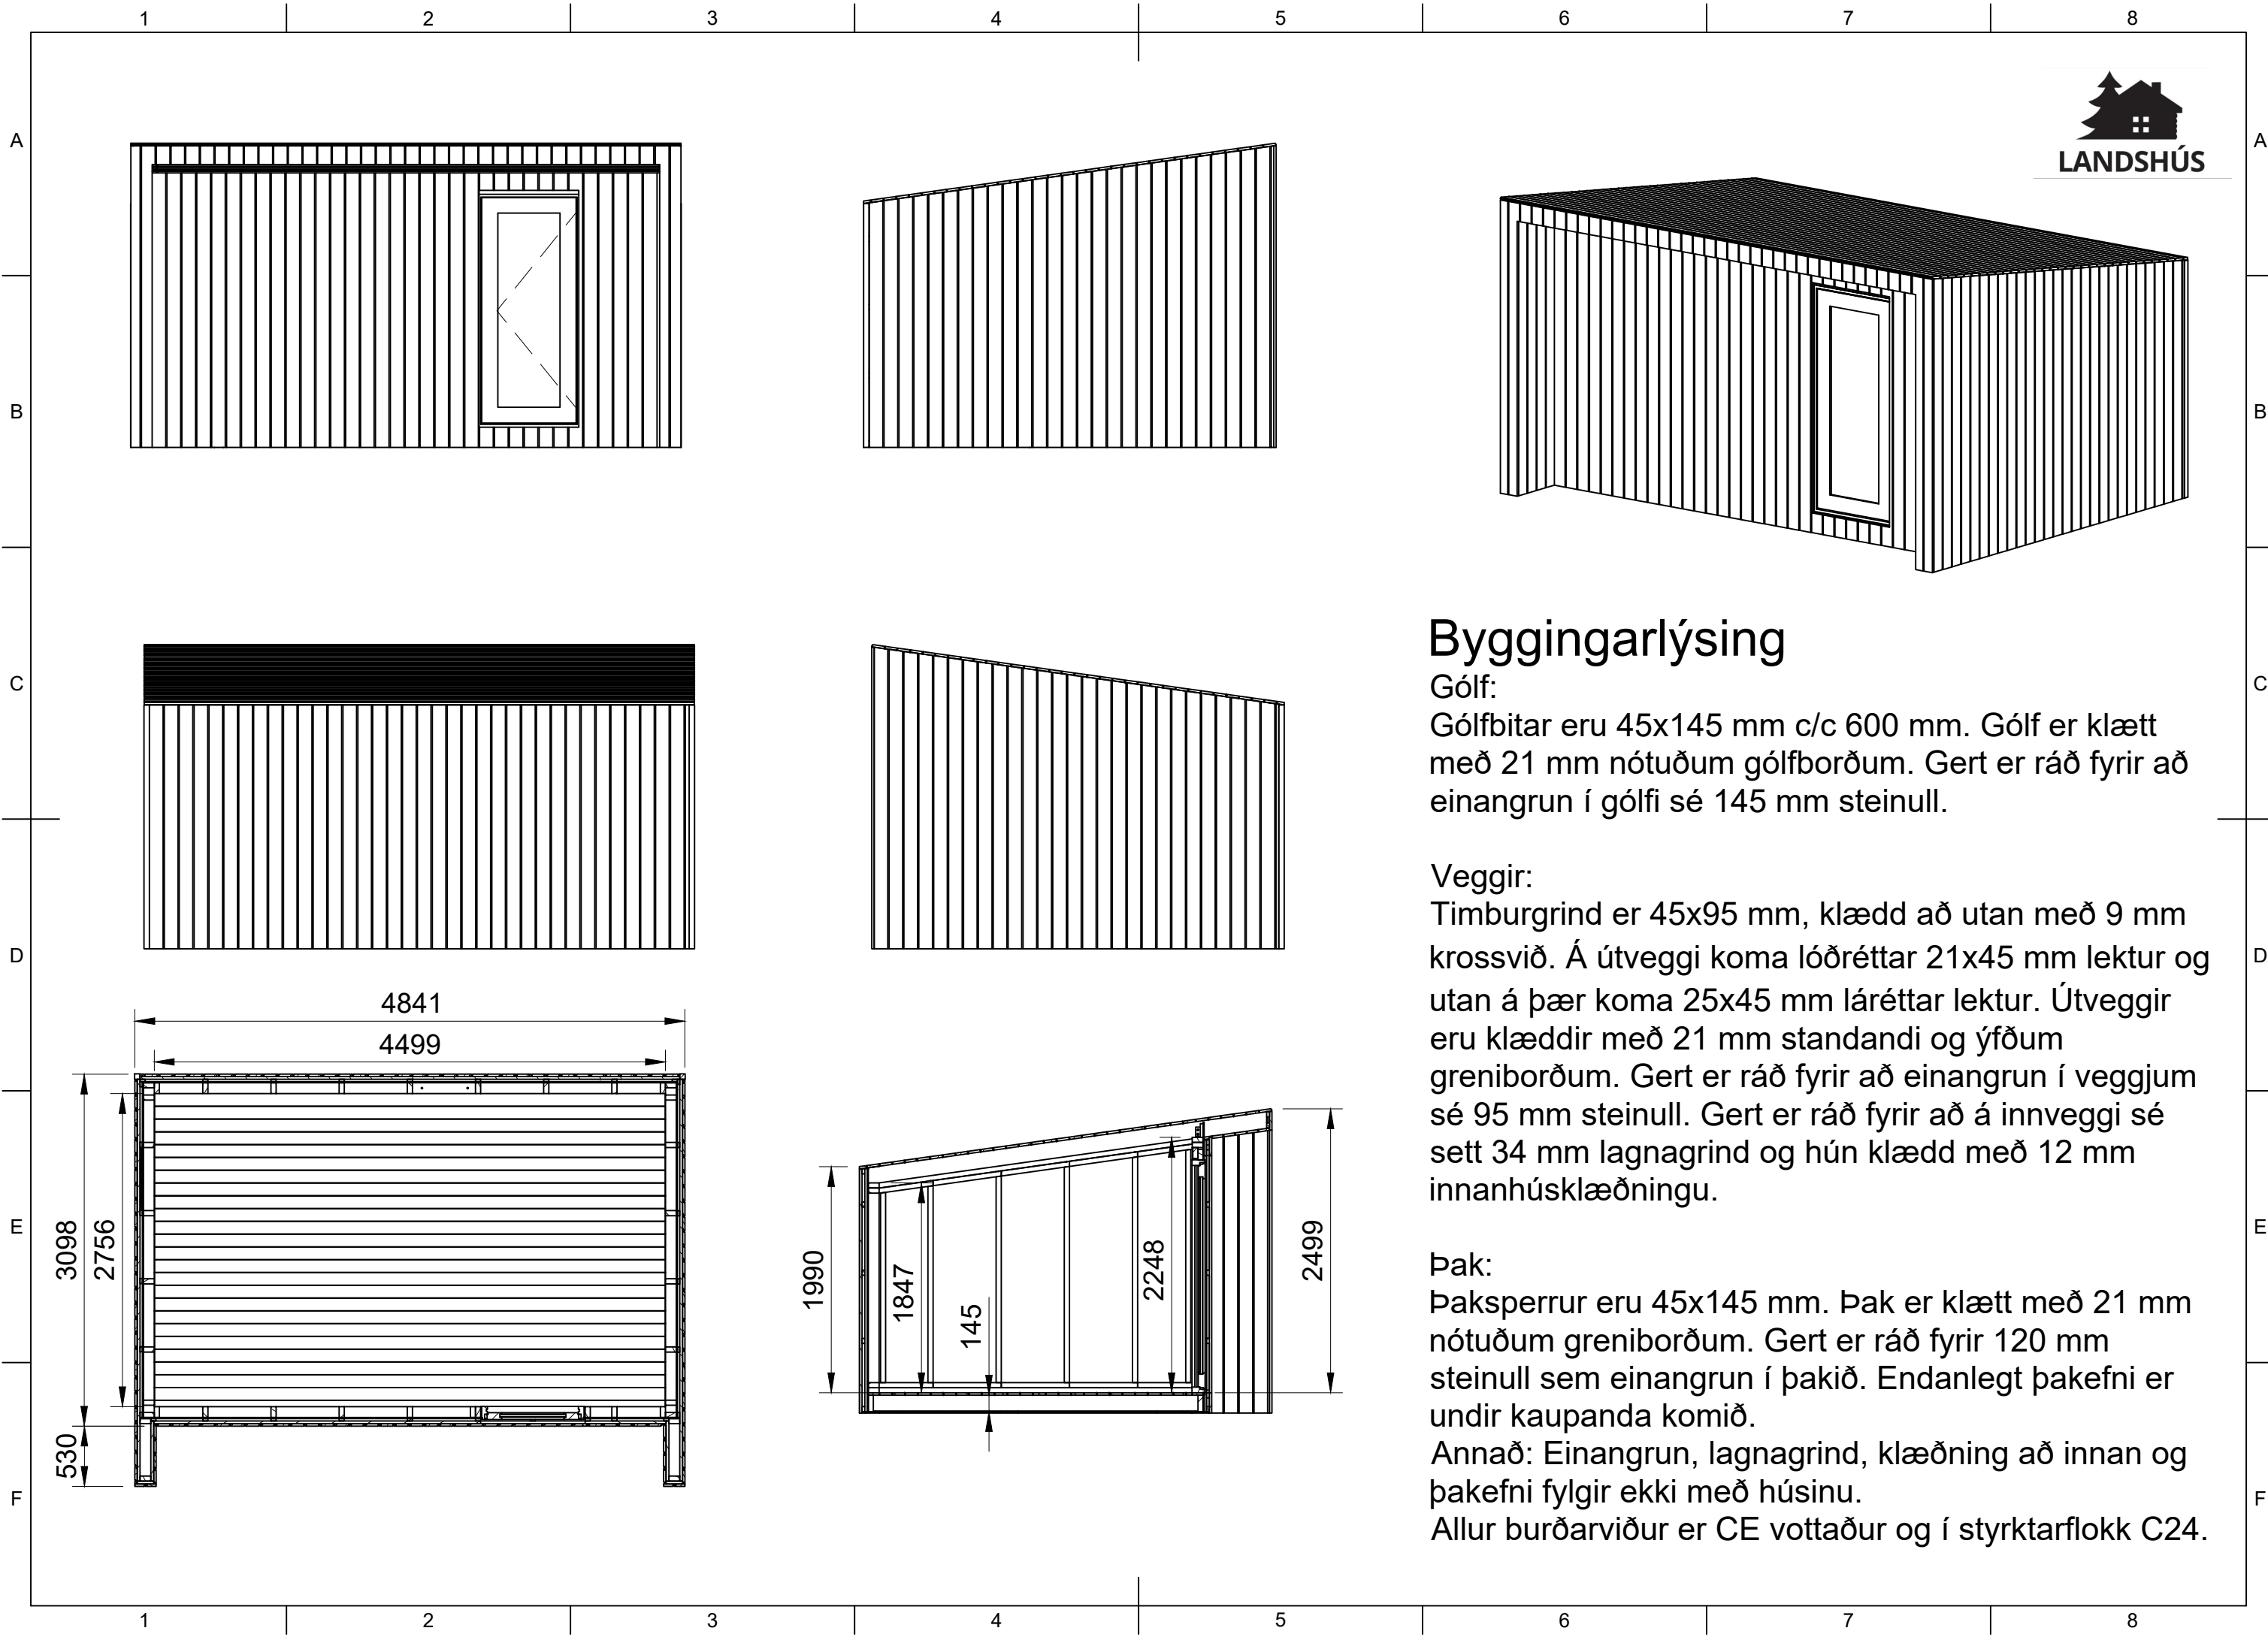 1 2 3 4 5 6 7 8
A A
LANDSHÚS
B B
Byggingarlýsing
C C
Gólf:
Gólfbitar eru 45x145 mm c/c 600 mm. Gólf er klætt
með 21 mm nótuðum gólfborðum. Gert er ráð fyrir að
einangrun í gólfi sé 145 mm steinull.
Veggir:
Timburgrind er 45x95 mm, klædd að utan með 9 mm
krossvið. Á útveggi koma lóðréttar 21x45 mm lektur og
utan á þær koma 25x45 mm láréttar lektur. Útveggir
eru klæddir með 21 mm standandi og ýfðum
greniborðum. Gert er ráð fyrir að einangrun í veggjum
sé 95 mm steinull. Gert er ráð fyrir að á innveggi sé
sett 34 mm lagnagrind og hún klædd með 12 mm
innanhúsklæðningu.
Þak:
Þaksperrur eru 45x145 mm. Þak er klætt með 21 mm
nótuðum greniborðum. Gert er ráð fyrir 120 mm
steinull sem einangrun í þakið. Endanlegt þakefni er
undir kaupanda komið.
Annað: Einangrun, lagnagrind, klæðning að innan og
þakefni fylgir ekki með húsinu.
Allur burðarviður er CE vottaður og í styrktarflokk C24.
D D
4841
4499
3098
2756
530
1990
1847
145
2248
2499
E E
F F
1 2 3 4 5 6 7 8